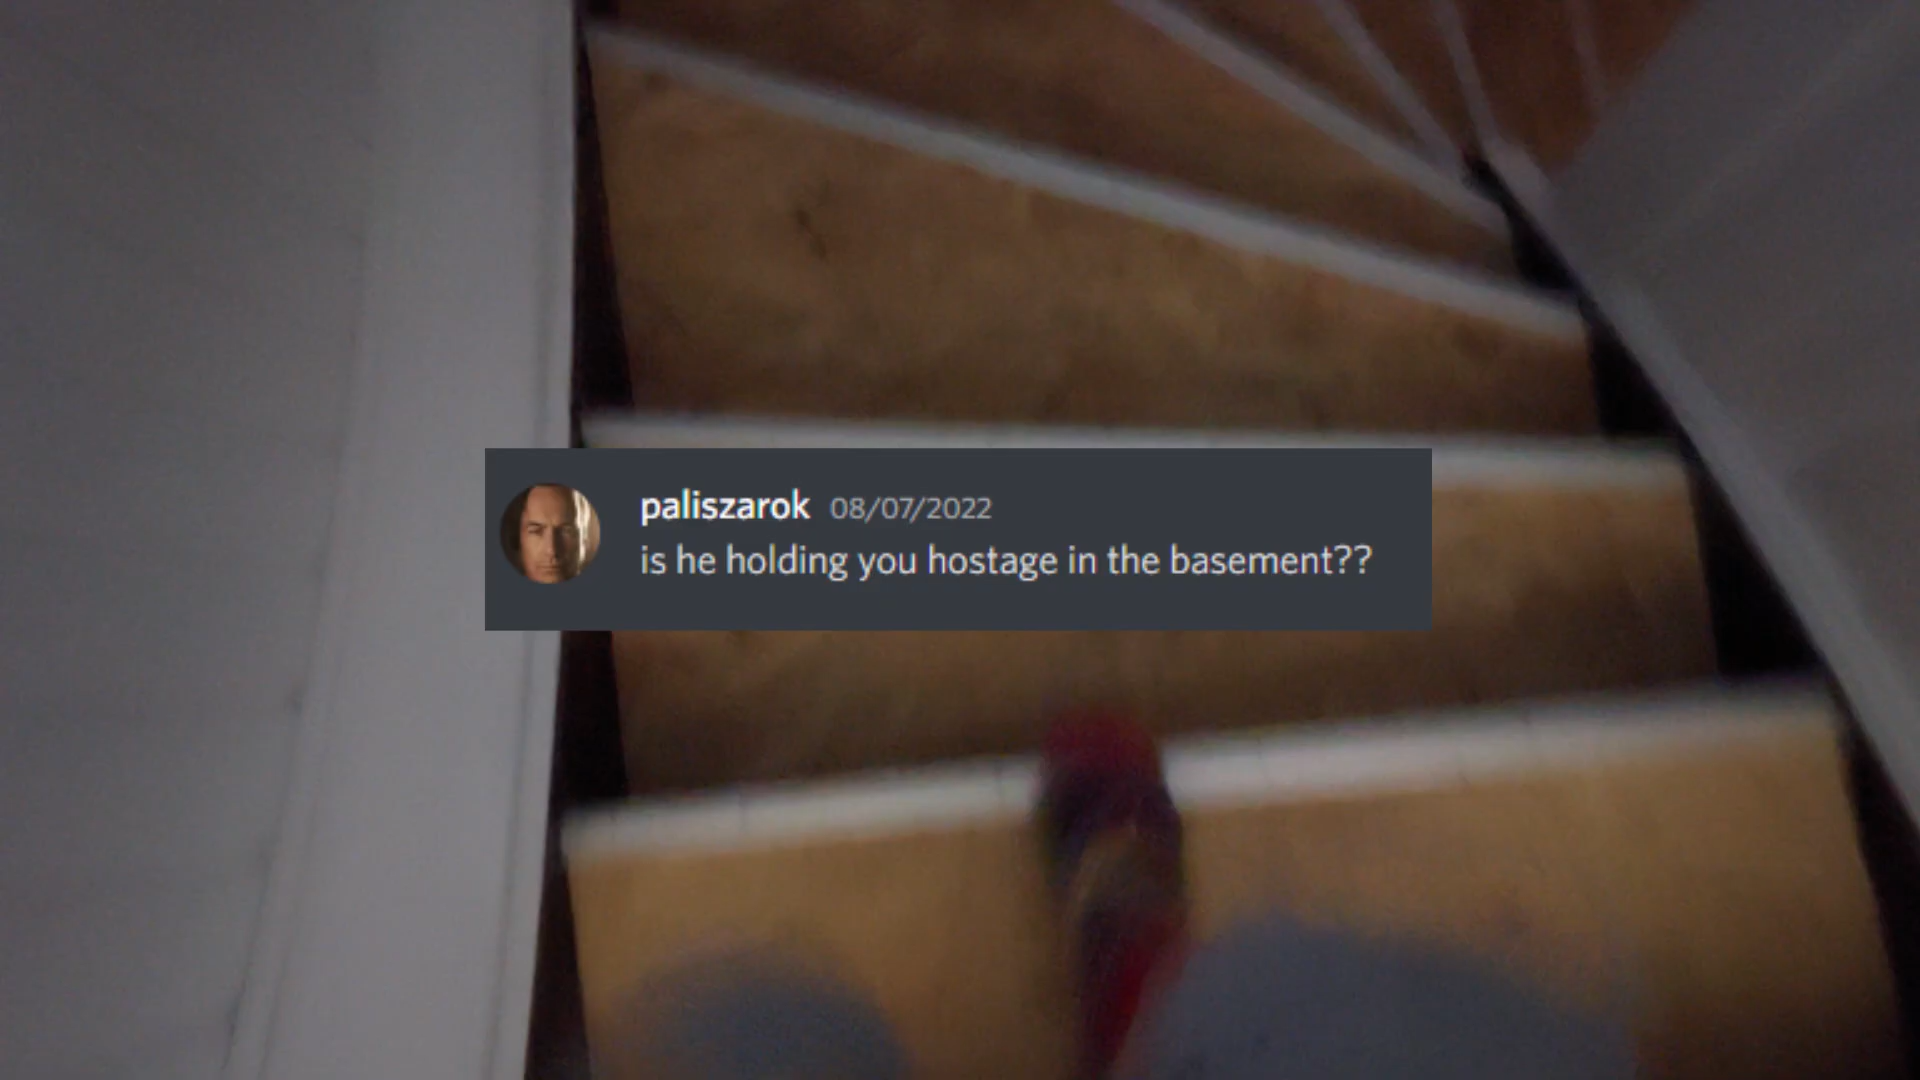 paliszarok 08/07/2022
is he holding you hostage in the basement??